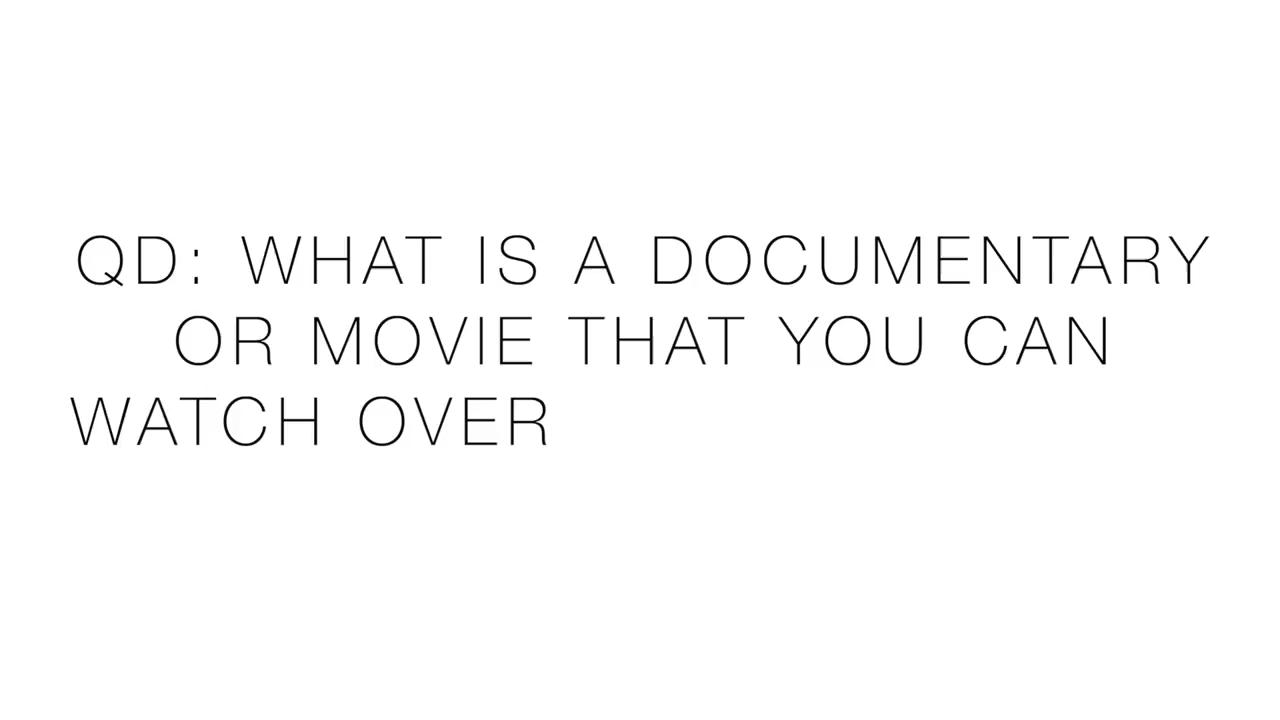 QD: WHAT IS A DOCUMENTARY
OR MOVIE THAT YOU CAN
WATCH OVER